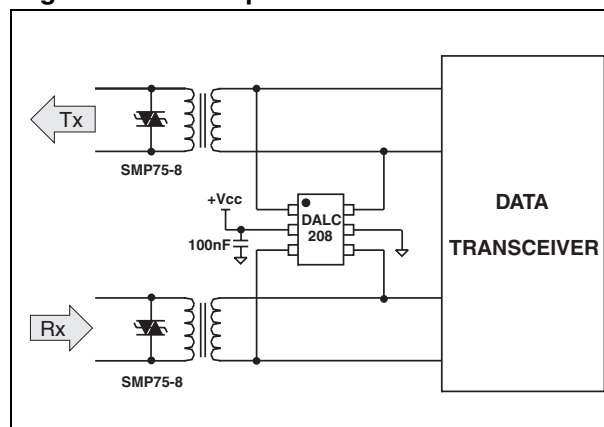 Tx
SMP75-8
+Vcc
100nF
DALC
208
DATA
TRANSCEIVER
Rx
SMP75-8